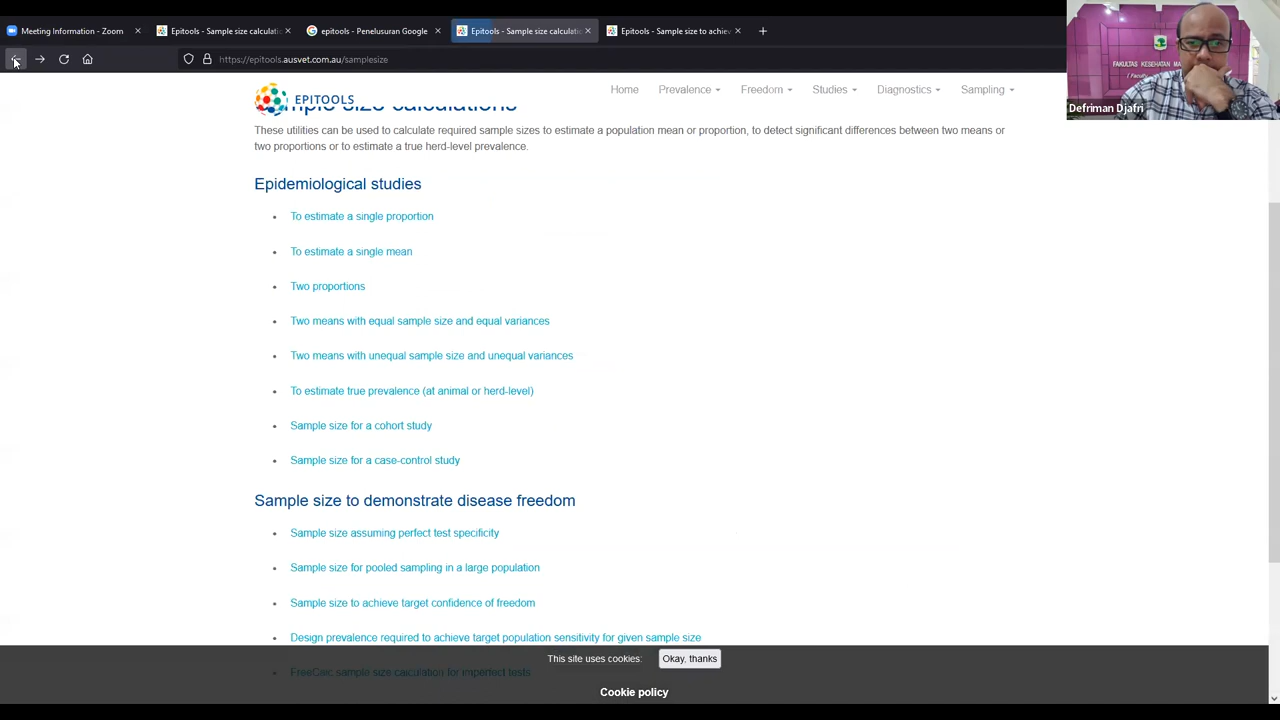 Meeting Information - Zoom
Epitools - Sample size calculati
epitools - Penelusuran Google
Epitools - Sample size calculati
Epitools - Sample size to achiev
https://epitools.ausvet.com.au/samplesize
FAKULTAS KESEHATAN MA
(Faculty
Defriman Djafri
EPITOOLS
Home
Prevalence
Freedom
Studies
Diagnostics
Sampling
Sample size calculations
These utilities can be used to calculate required sample sizes to estimate a population mean or proportion, to detect significant differences between two means or
two proportions or to estimate a true herd-level prevalence.
Epidemiological studies
To estimate a single proportion
To estimate a single mean
Two proportions
Two means with equal sample size and equal variances
Two means with unequal sample size and unequal variances
To estimate true prevalence (at animal or herd-level)
Sample size for a cohort study
Sample size for a case-control study
Sample size to demonstrate disease freedom
Sample size assuming perfect test specificity
Sample size for pooled sampling in a large population
Sample size to achieve target confidence of freedom
Design prevalence required to achieve target population sensitivity for given sample size
This site uses cookies:
Okay, thanks
FreeCalc: sample size calculation for imperfect tests
Cookie policy